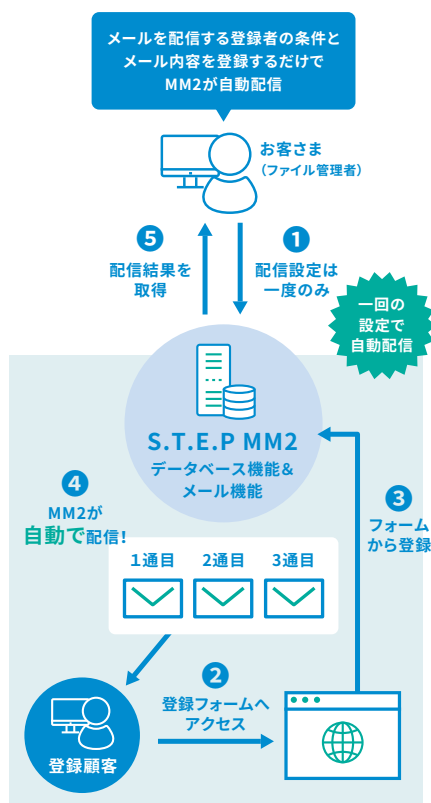 メールを配信する登録者の条件と
メール内容を登録するだけで
MM2が自動配信
お客さま
（ファイル管理者）
5
配信結果を
取得
1
配信設定は
一度のみ
一回の
設定で
自動配信
S.T.E.P MM2
データベース機能&
メール機能
4
MM2が
自動で配信!
3
フォーム
から登録
1通目 2通目 3通目
2
登録フォームへ
アクセス
登録顧客